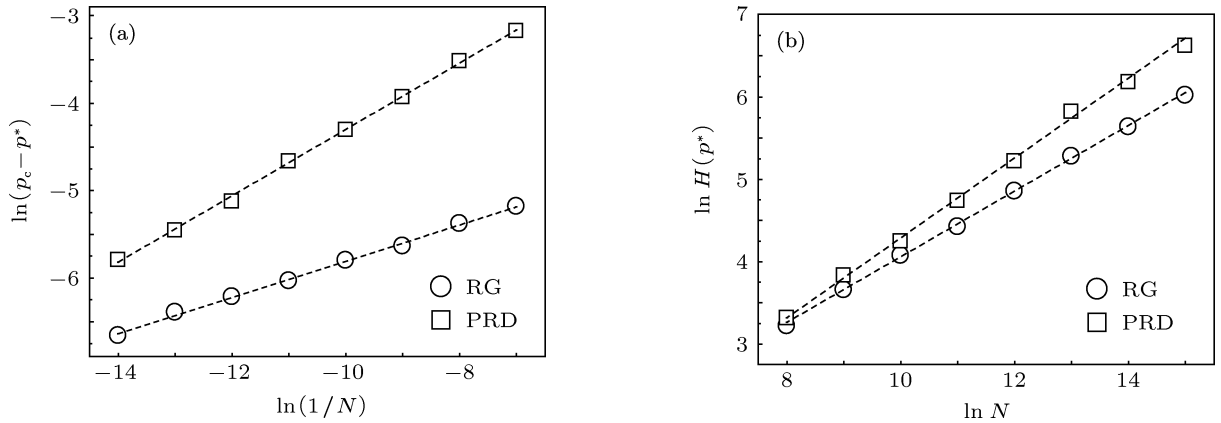 (a)
ln(p_c − p*)
−3
−4
−5
−6
−14 −12 −10 −8
ln(1/N)
RG
PRD
(b)
ln H(p*)
7
6
5
4
3
8 10 12 14
ln N
RG
PRD